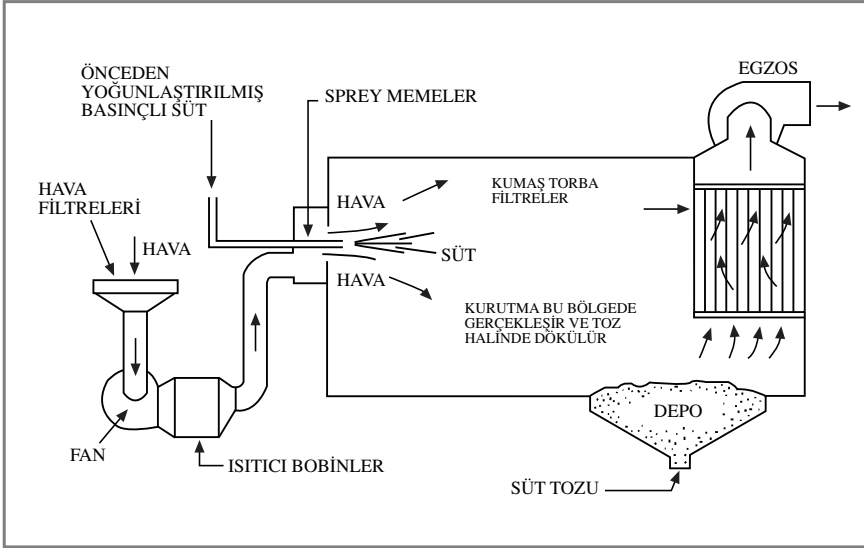 ÖNCEDEN
YOĞUNLAŞTIRILMIŞ
BASINÇLI SÜT
SPREY MEMELER
EGZOS
HAVA
FİLTRELERİ
HAVA
HAVA
KUMAŞ TORBA
FİLTRELER
SÜT
HAVA
KURUTMA BU BÖLGEDE
GERÇEKLEŞİR VE TOZ
HALİNDE DÖKÜLÜR
DEPO
FAN
ISITICI BOBİNLER
SÜT TOZU